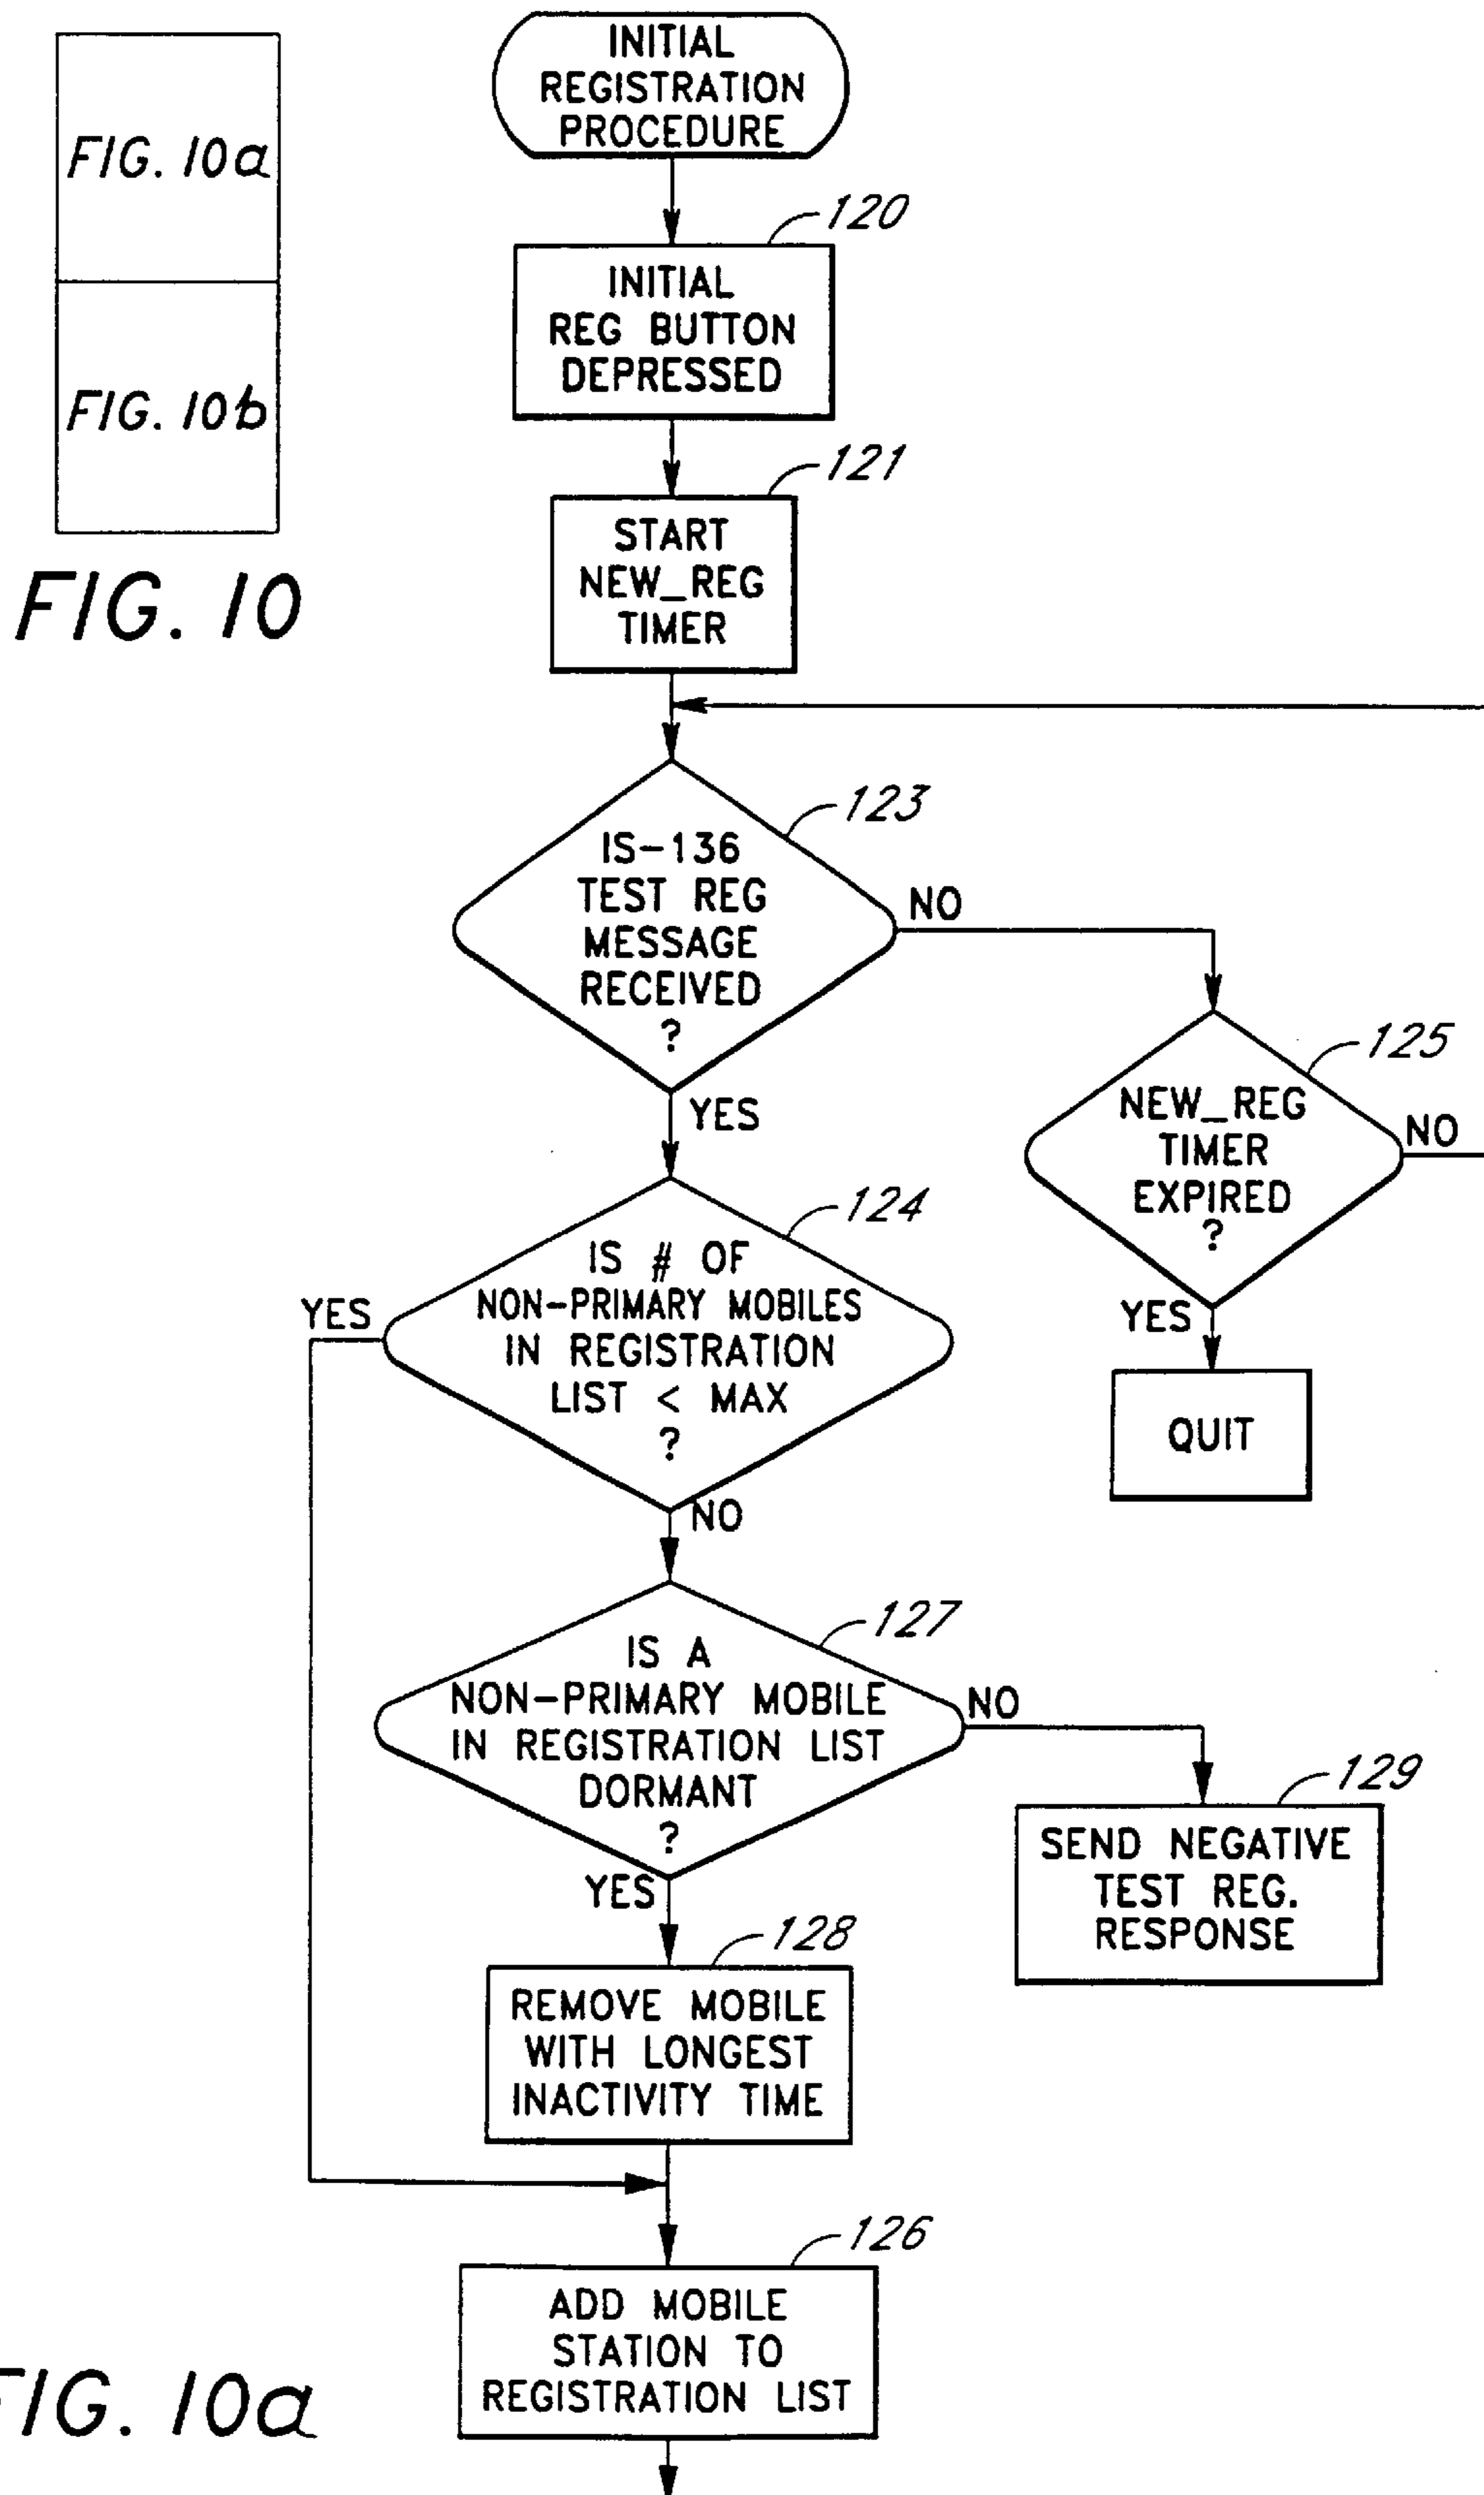 INITIAL
REGISTRATION
PROCEDURE
FIG. 10a
FIG. 10b
FIG. 10
120
INITIAL
REG BUTTON
DEPRESSED
121
START
NEW_REG
TIMER
123
IS-136
TEST REG
MESSAGE
RECEIVED
?
NO
YES
125
NEW_REG
TIMER
EXPIRED
?
NO
YES
QUIT
124
IS # OF
NON-PRIMARY MOBILES
IN REGISTRATION
LIST < MAX
?
YES
NO
127
IS A
NON-PRIMARY MOBILE
IN REGISTRATION LIST
DORMANT
?
NO
YES
129
SEND NEGATIVE
TEST REG.
RESPONSE
128
REMOVE MOBILE
WITH LONGEST
INACTIVITY TIME
126
ADD MOBILE
STATION TO
REGISTRATION LIST
FIG. 10a